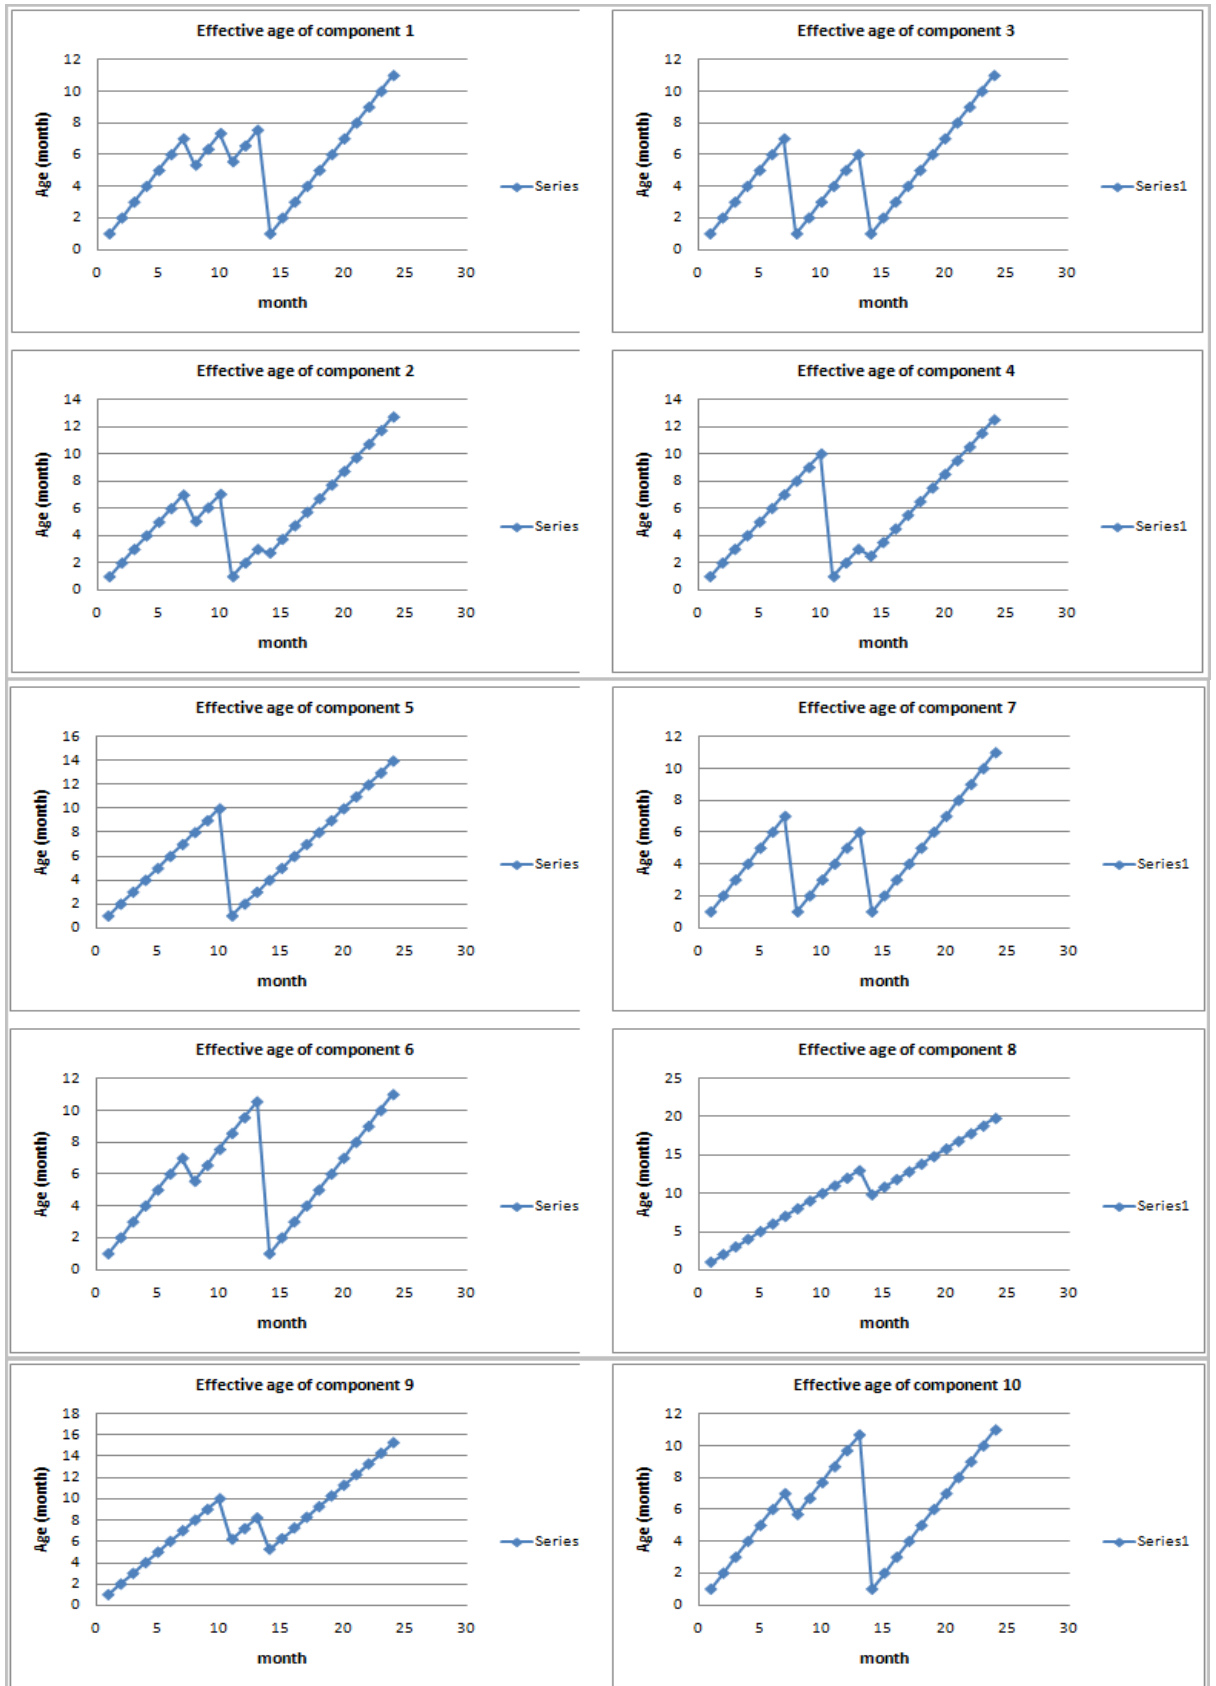 Effective age of component 1
12
10
8
6
4
2
0
Age (month)
0 5 10 15 20 25 30
month
Series
Effective age of component 3
12
10
8
6
4
2
0
Age (month)
0 5 10 15 20 25 30
month
Series1
Effective age of component 2
14
12
10
8
6
4
2
0
Age (month)
0 5 10 15 20 25 30
month
Series
Effective age of component 4
14
12
10
8
6
4
2
0
Age (month)
0 5 10 15 20 25 30
month
Series1
Effective age of component 5
16
14
12
10
8
6
4
2
0
Age (month)
0 5 10 15 20 25 30
month
Series
Effective age of component 7
12
10
8
6
4
2
0
Age (month)
0 5 10 15 20 25 30
month
Series1
Effective age of component 6
12
10
8
6
4
2
0
Age (month)
0 5 10 15 20 25 30
month
Series
Effective age of component 8
25
20
15
10
5
0
Age (month)
0 5 10 15 20 25 30
month
Series1
Effective age of component 9
18
16
14
12
10
8
6
4
2
0
Age (month)
0 5 10 15 20 25 30
month
Series
Effective age of component 10
12
10
8
6
4
2
0
Age (month)
0 5 10 15 20 25 30
month
Series1